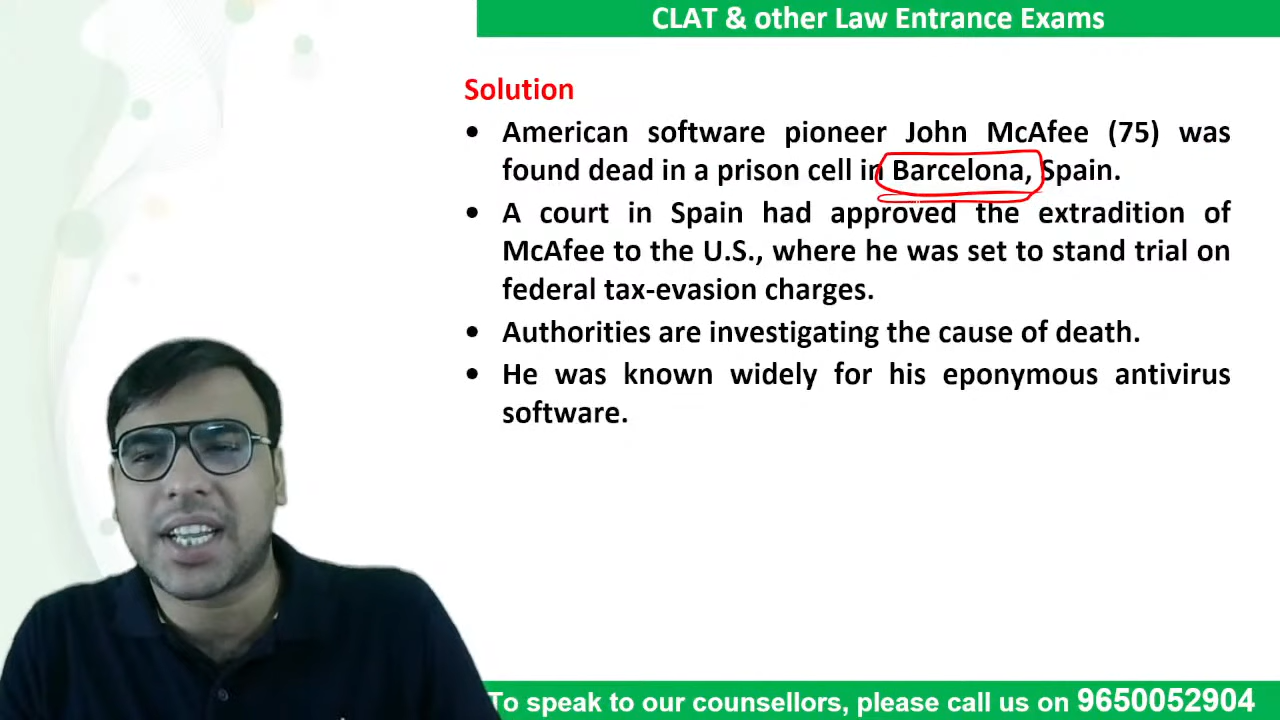 CLAT & other Law Entrance Exams
Solution
• American software pioneer John McAfee (75) was
found dead in a prison cell in Barcelona, Spain.
• A court in Spain had approved the extradition of
McAfee to the U.S., where he was set to stand trial on
federal tax-evasion charges.
• Authorities are investigating the cause of death.
• He was known widely for his eponymous antivirus
software.
To speak to our counsellors, please call us on 9650052904